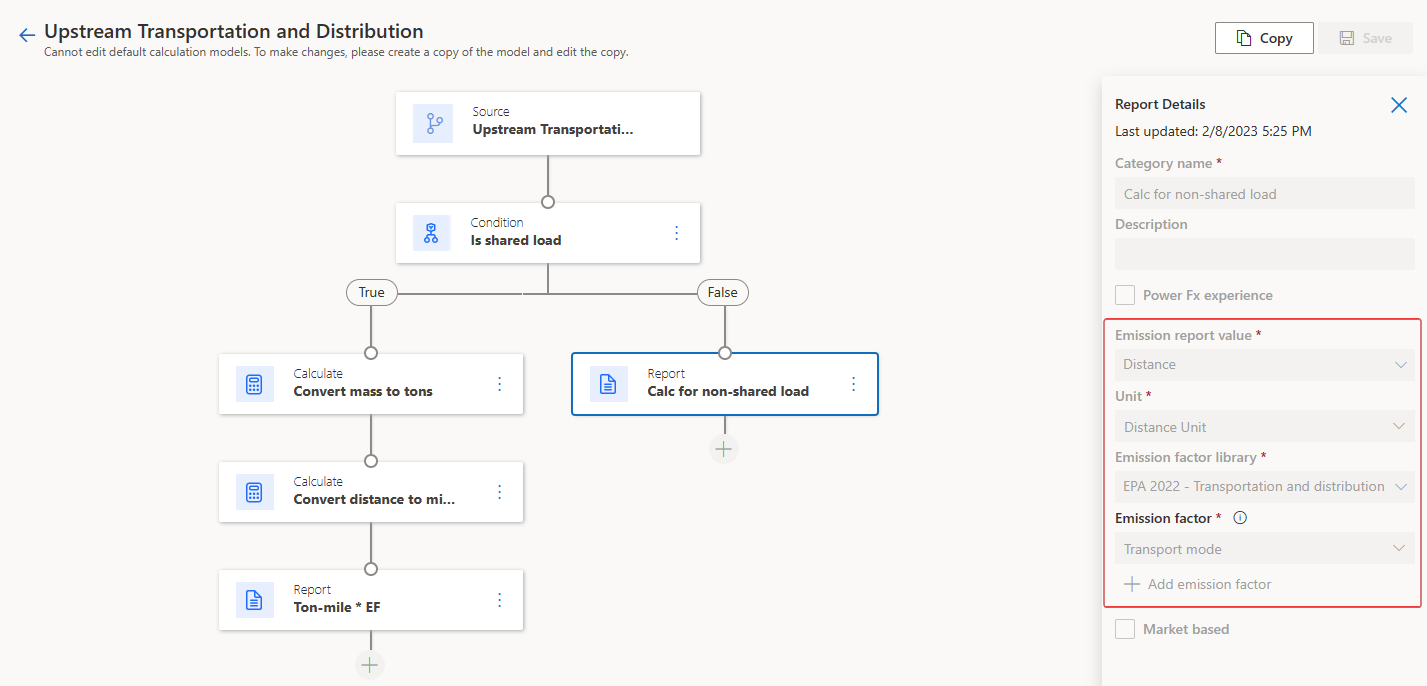 Upstream Transportation and Distribution
Cannot edit default calculation models. To make changes, please create a copy of the model and edit the copy.
Copy
Save
Source
Upstream Transportati...
Condition
Is shared load
True
False
Calculate
Convert mass to tons
Calculate
Convert distance to mi...
Report
Ton-mile * EF
Report
Calc for non-shared load
Report Details
Last updated: 2/8/2023 5:25 PM
Category name *
Calc for non-shared load
Description
Power Fx experience
Emission report value *
Distance
Unit *
Distance Unit
Emission factor library *
EPA 2022 - Transportation and distribution
Emission factor *
Transport mode
Add emission factor
Market based